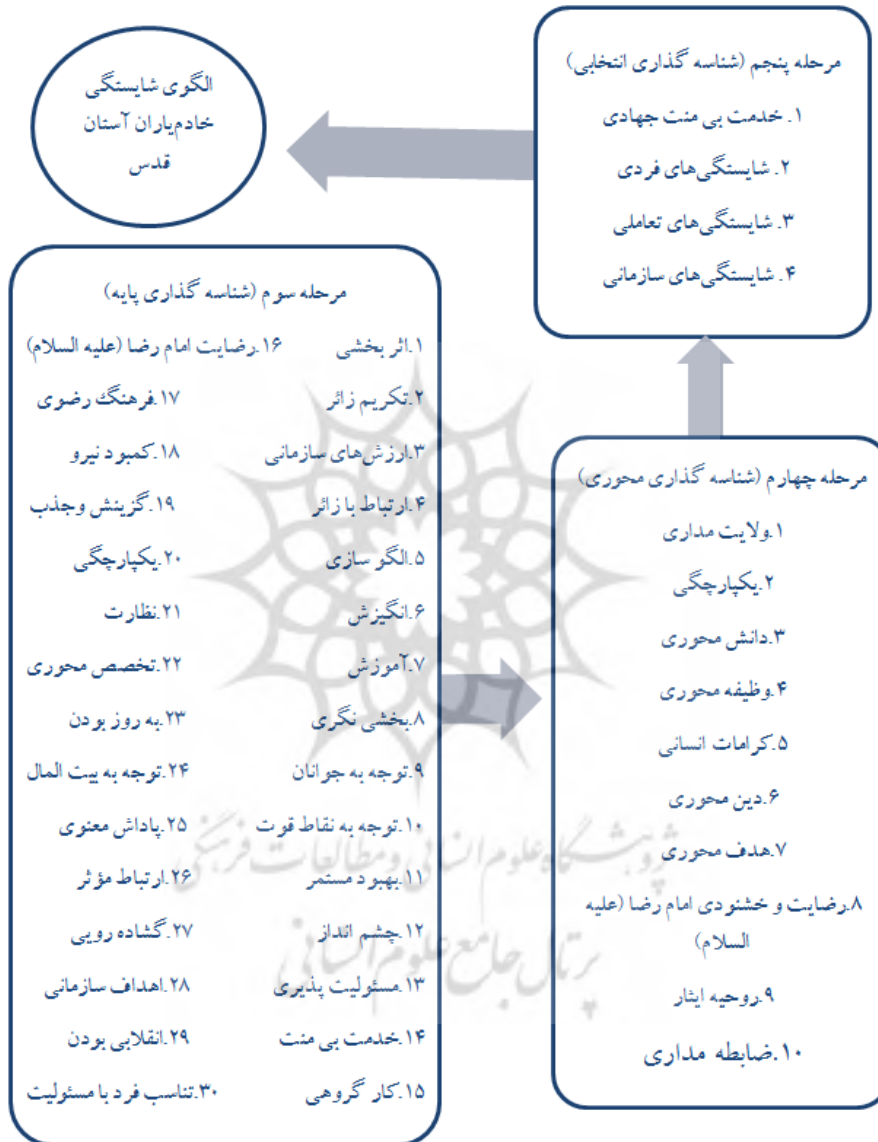 الگوی شایستگی
خادم‌یاران آستان
قدس
مرحله پنجم (شناسه گذاری انتخابی)
۱. خدمت بی منت جهادی
۲. شایستگی‌های فردی
۳. شایستگی‌های تعاملی
۴. شایستگی‌های سازمانی
مرحله سوم (شناسه گذاری پایه)
۱.اثر بخشی ۱۶.رضایت امام رضا (علیه السلام)
۲.تکریم زائر ۱۷.فرهنگ رضوی
۳.ارزش‌های سازمانی ۱۸.کمبود نیرو
۴.ارتباط با زائر ۱۹.گزینش وجذب
۵.الگو سازی ۲۰.یکپارچگی
۶.انگیزش ۲۱.نظارت
۷.آموزش ۲۲.تخصص محوری
۸.بخشی نگری ۲۳.به روز بودن
۹.توجه به جوانان ۲۴.توجه به بیت المال
۱۰.توجه به نقاط قوت ۲۵.پاداش معنوی
۱۱.بهبود مستمر ۲۶.ارتباط مؤثر
۱۲.چشم انداز ۲۷.گشاده رویی
۱۳.مسئولیت پذیری ۲۸.اهداف سازمانی
۱۴.خدمت بی منت ۲۹.انقلابی بودن
۱۵.کار گروهی ۳۰.تناسب فرد با مسئولیت
مرحله چهارم (شناسه گذاری محوری)
۱.ولایت مداری
۲.یکپارچگی
۳.دانش محوری
۴.وظیفه محوری
۵.کرامات انسانی
۶.دین محوری
۷.هدف محوری
۸.رضایت و خشنودی امام رضا (علیه
السلام)
۹.روحیه ایثار
۱۰.ضابطه مداری
پژوهشگاه علوم انسانی و مطالعات فرهنگی
پرتال جامع علوم انسانی